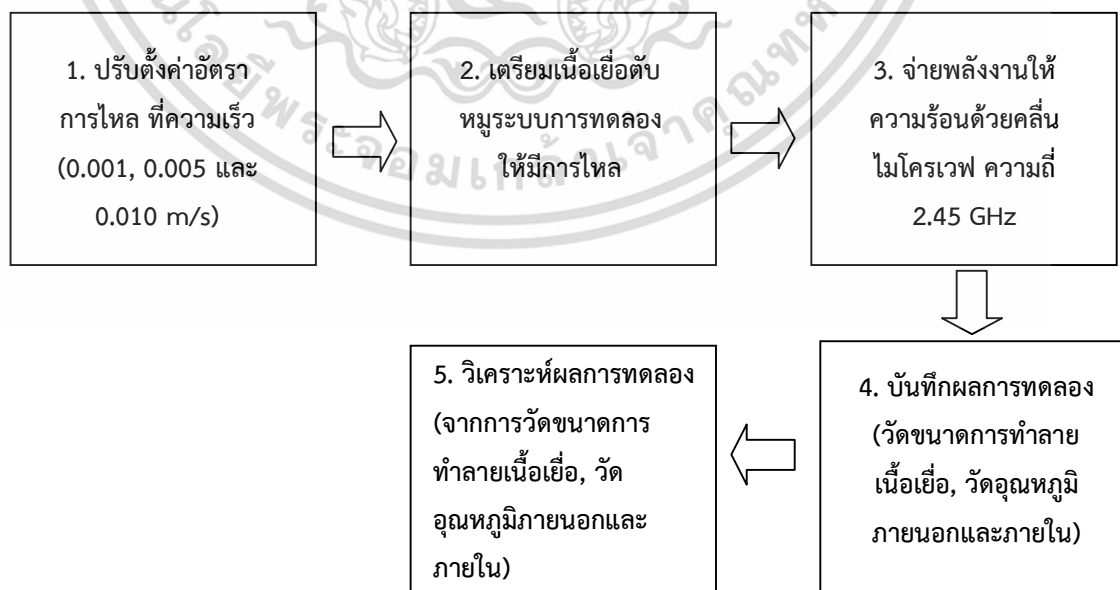 1. ปรับตั้งค่าอัตรา
การไหล ที่ความเร็ว
(0.001, 0.005 และ
0.010 m/s)
2. เตรียมเนื้อเยื่อตับ
หมูระบบการทดลอง
ให้มีการไหล
3. จ่ายพลังงานให้
ความร้อนด้วยคลื่น
ไมโครเวฟ ความถี่
2.45 GHz
4. บันทึกผลการทดลอง
(วัดขนาดการทำลาย
เนื้อเยื่อ, วัดอุณหภูมิ
ภายนอกและภายใน)
5. วิเคราะห์ผลการทดลอง
(จากการวัดขนาดการ
ทำลายเนื้อเยื่อ, วัด
อุณหภูมิภายนอกและ
ภายใน)